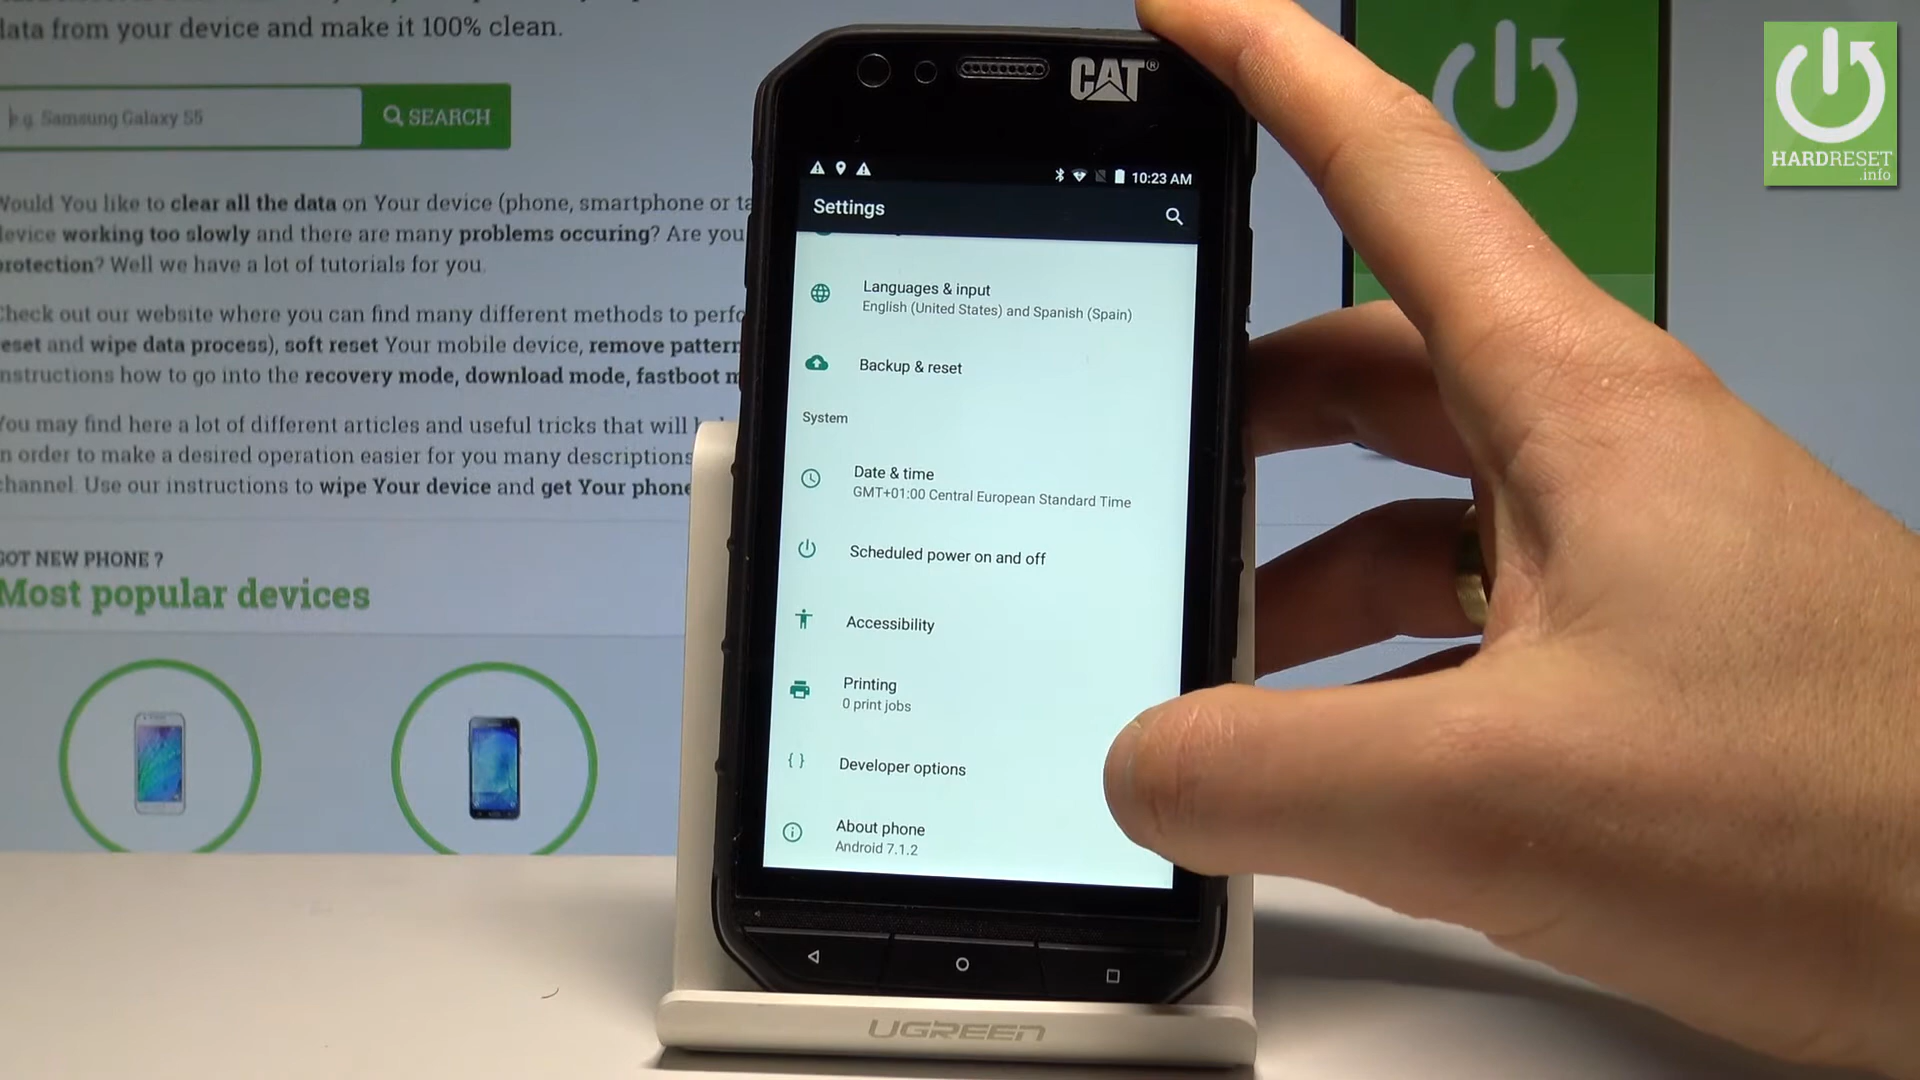 data from your device and make it 100% clean.
e.g. Samsung Galaxy S5
SEARCH
Would You like to clear all the data on Your device (phone, smartphone or ta
device working too slowly and there are many problems occuring? Are you
protection? Well we have a lot of tutorials for you.
Check out our website where you can find many different methods to perfo
reset and wipe data process), soft reset Your mobile device, remove pattern
instructions how to go into the recovery mode, download mode, fastboot m
You may find here a lot of different articles and useful tricks that will
in order to make a desired operation easier for you many descriptions
channel. Use our instructions to wipe Your device and get Your phone
GOT NEW PHONE ?
Most popular devices
CAT®
10:23 AM
Settings
Languages & input
English (United States) and Spanish (Spain)
Backup & reset
System
Date & time
GMT+01:00 Central European Standard Time
Scheduled power on and off
Accessibility
Printing
0 print jobs
Developer options
About phone
Android 7.1.2
UGREEN
HARDRESET
.info